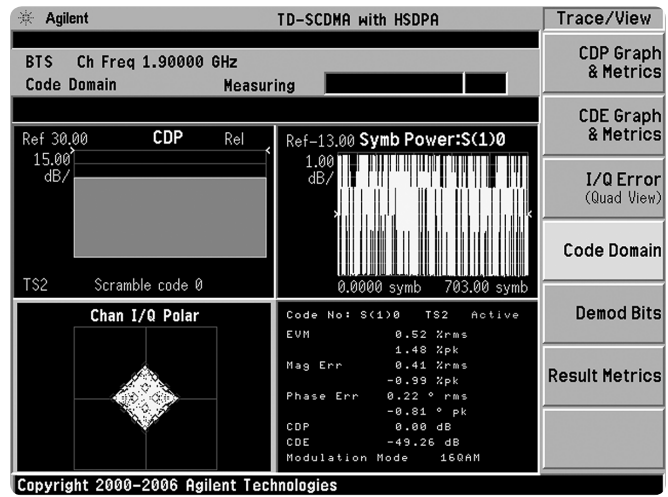 Agilent TD-SCDMA with HSDPA Trace/View
BTS Ch Freq 1.90000 GHz
Code Domain Measuring
Ref 30.00 CDP Rel
15.00
dB/
TS2 Scramble code 0
Ref-13.00 Symb Power:S(1)0
1.00
dB/
0.0000 symb 703.00 symb
Chan I/Q Polar
Code No: S(1)0 TS2 Active
EVM 0.52 %rms
1.48 %pk
Mag Err 0.41 %rms
-0.99 %pk
Phase Err 0.22 ° rms
-0.81 ° pk
CDP 0.00 dB
CDE -49.26 dB
Modulation Mode 16QAM
CDP Graph
& Metrics
CDE Graph
& Metrics
I/Q Error
(Quad View)
Code Domain
Demod Bits
Result Metrics
Copyright 2000-2006 Agilent Technologies